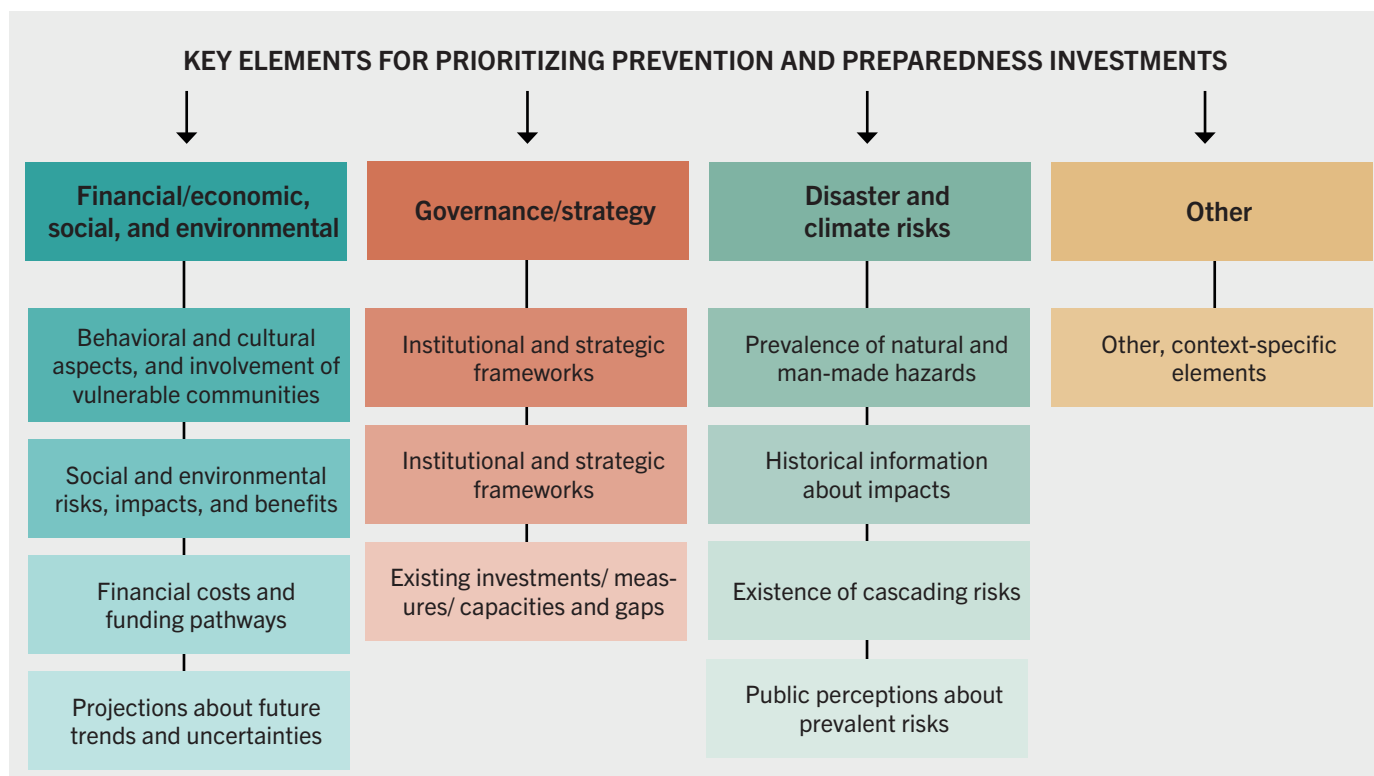 KEY ELEMENTS FOR PRIORITIZING PREVENTION AND PREPAREDNESS INVESTMENTS
Financial/economic,
social, and environmental
Behavioral and cultural
aspects, and involvement of
vulnerable communities
Social and environmental
risks, impacts, and benefits
Financial costs and
funding pathways
Projections about future
trends and uncertainties
Governance/strategy
Institutional and strategic
frameworks
Institutional and strategic
frameworks
Existing investments/ meas-
ures/ capacities and gaps
Disaster and
climate risks
Prevalence of natural and
man-made hazards
Historical information
about impacts
Existence of cascading risks
Public perceptions about
prevalent risks
Other
Other, context-specific
elements